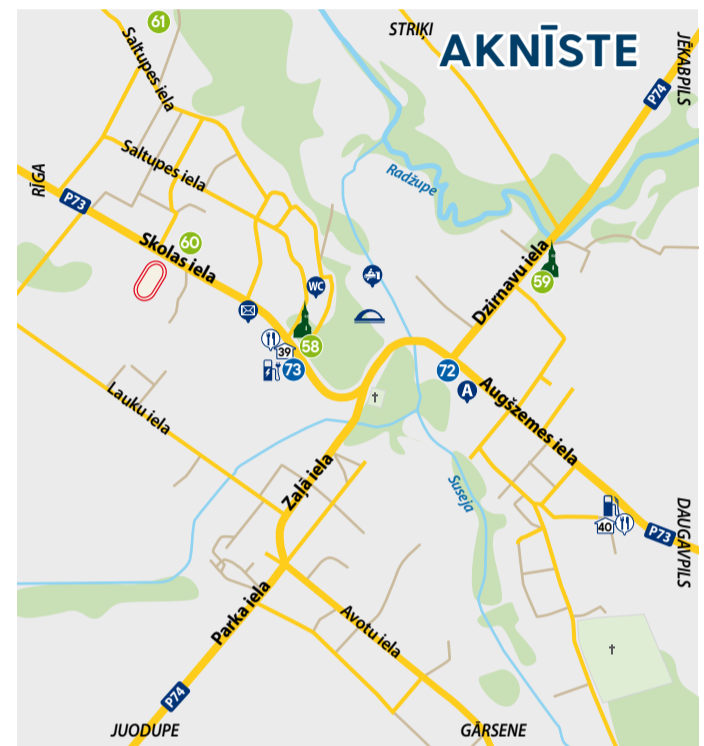 61
STRIĶI
AKNĪSTE
JĒKABPILS
P74
Saltupes iela
Saltupes iela
Radžupe
RĪGA
P73
60
Skolas iela
WC
Dzirnavu iela
59
39
58
73
72
A
Augšzemes iela
Lauku iela
Zaļā iela
Suseja
40
P73
DAUGAVPILS
Parka iela
Avotu iela
P74
JUODUPE
GĀRSENE